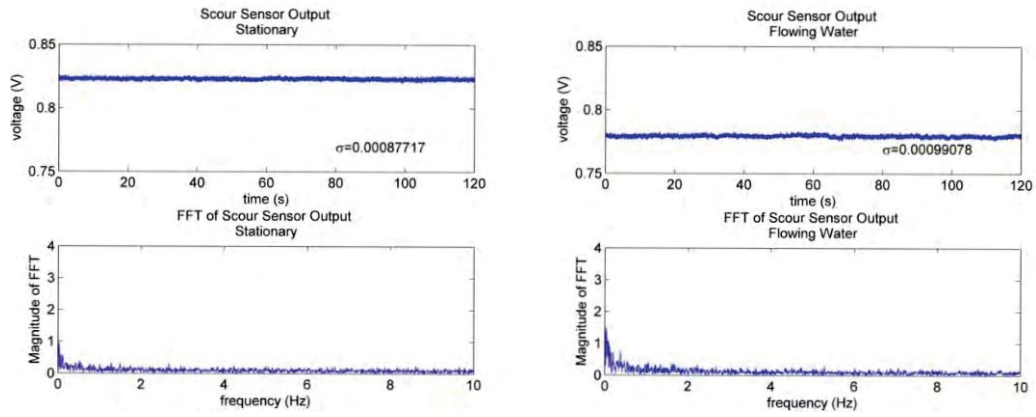 Scour Sensor Output
Stationary
0.85
0.8
0.75
voltage (V)
σ=0.00087717
0 20 40 60 80 100 120
time (s)
FFT of Scour Sensor Output
Stationary
4
3
2
1
0
Magnitude of FFT
0 2 4 6 8 10
frequency (Hz)
Scour Sensor Output
Flowing Water
0.85
0.8
0.75
voltage (V)
σ=0.00099078
0 20 40 60 80 100 120
time (s)
FFT of Scour Sensor Output
Flowing Water
4
3
2
1
0
Magnitude of FFT
0 2 4 6 8 10
frequency (Hz)